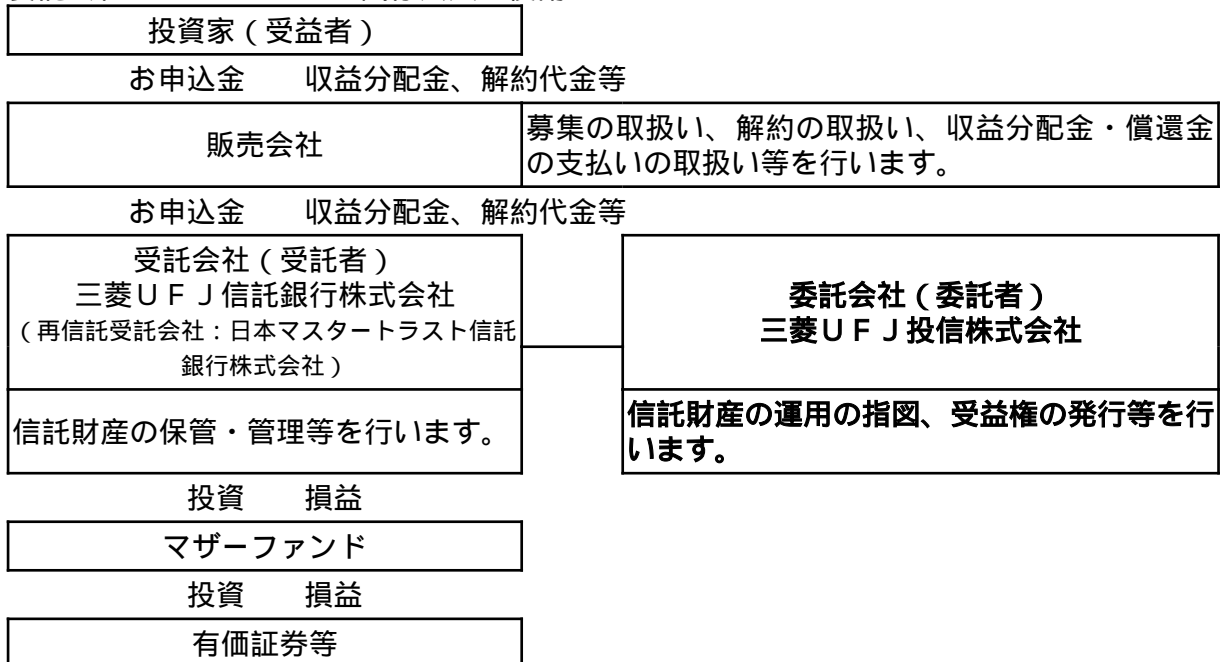 投資家（受益者）
お申込金　収益分配金、解約代金等
販売会社
募集の取扱い、解約の取扱い、収益分配金・償還金
の支払いの取扱い等を行います。
お申込金　収益分配金、解約代金等
受託会社（受託者）
三菱ＵＦＪ信託銀行株式会社
（再信託受託会社：日本マスタートラスト信託
銀行株式会社）
委託会社（委託者）
三菱ＵＦＪ投信株式会社
信託財産の保管・管理等を行います。
信託財産の運用の指図、受益権の発行等を行
います。
投資　損益
マザーファンド
投資　損益
有価証券等